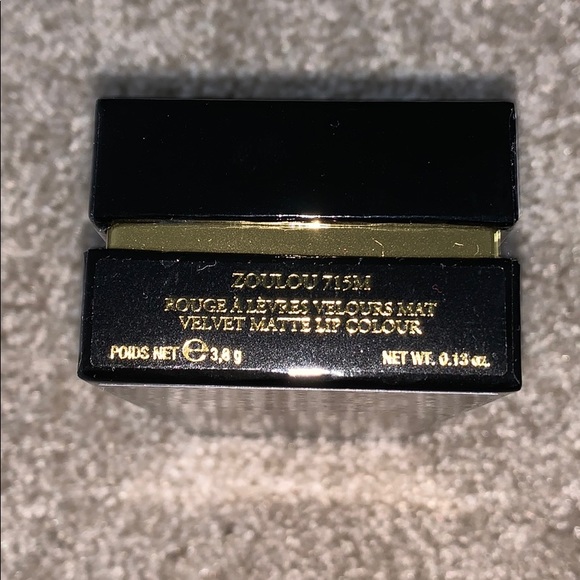 ZOULOU 715M
ROUGE À LÈVRES VELOURS MAT
VELVET MATTE LIP COLOUR
POIDS NET ℮ 3,8 g NET WT. 0.13 oz.